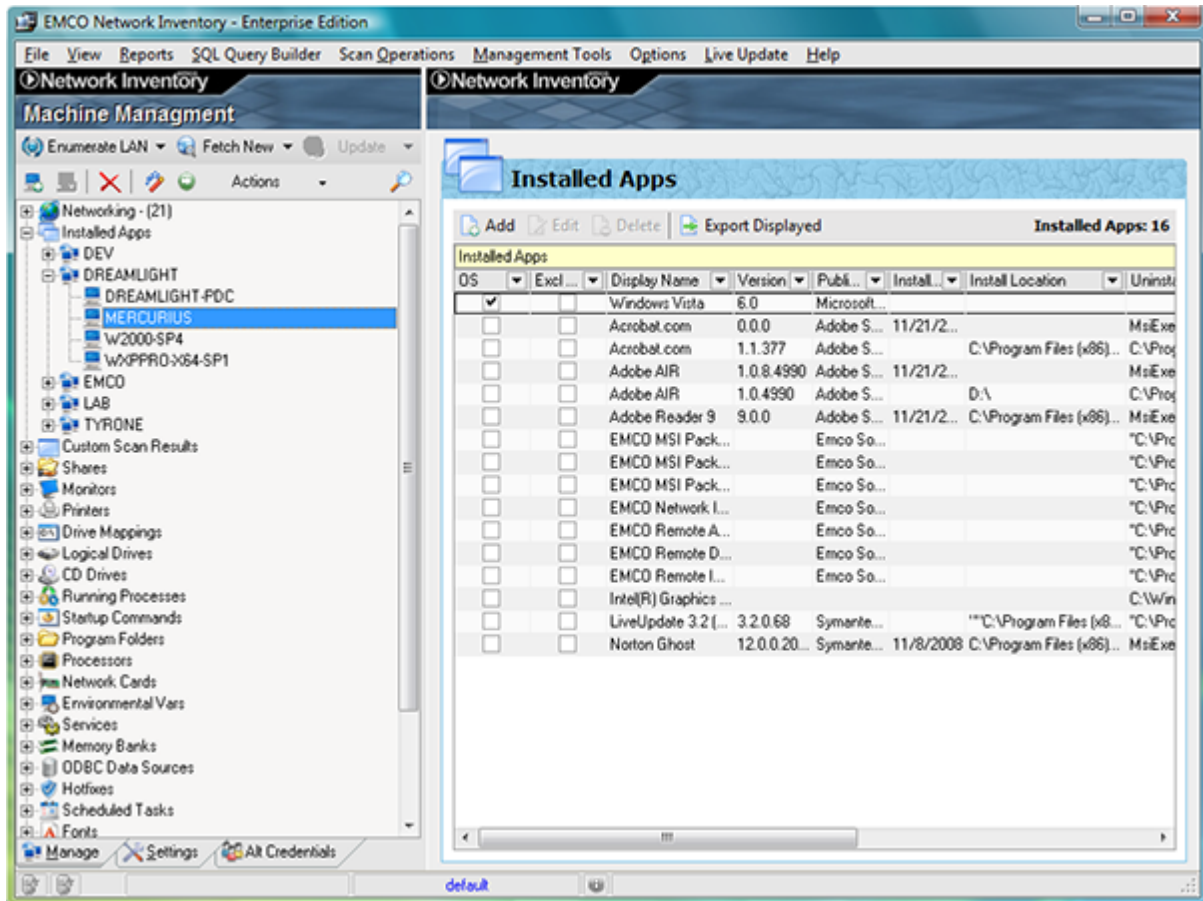 EMCO Network Inventory - Enterprise Edition
File View Reports SQL Query Builder Scan Operations Management Tools Options Live Update Help
Network Inventory
Network Inventory
Machine Managment
Enumerate LAN Fetch New Update
Actions
Networking - (21)
Installed Apps
DEV
DREAMLIGHT
DREAMLIGHT-PDC
MERCURIUS
W2000-SP4
WXPPRO-X64-SP1
EMCO
LAB
TYRONE
Custom Scan Results
Shares
Monitors
Printers
Drive Mappings
Logical Drives
CD Drives
Running Processes
Startup Commands
Program Folders
Processors
Network Cards
Environmental Vars
Services
Memory Banks
ODBC Data Sources
Hotfixes
Scheduled Tasks
Fonts
Manage Settings Alt Credentials
Installed Apps
Add Edit Delete Export Displayed Installed Apps: 16
Installed Apps
OS Excl ... Display Name Version Publi... Install... Install Location Uninsta
Windows Vista 6.0 Microsoft...
Acrobat.com 0.0.0 Adobe S... 11/21/2... MsiExe
Acrobat.com 1.1.377 Adobe S... C:\Program Files (x86)... C:\Prog
Adobe AIR 1.0.8.4990 Adobe S... 11/21/2... MsiExe
Adobe AIR 1.0.4990 Adobe S... D:\ C:\Prog
Adobe Reader 9 9.0.0 Adobe S... 11/21/2... C:\Program Files (x86)... MsiExe
EMCO MSI Pack... Emco So... "C:\Pro
EMCO MSI Pack... Emco So... "C:\Pro
EMCO MSI Pack... Emco So... "C:\Pro
EMCO Network I... Emco So... "C:\Pro
EMCO Remote A... Emco So... "C:\Pro
EMCO Remote D... Emco So... "C:\Pro
EMCO Remote I... Emco So... "C:\Pro
Intel(R) Graphics ... C:\Win
LiveUpdate 3.2 (... 3.2.0.68 Symante... """C:\Program Files (x8... "C:\Pro
Norton Ghost 12.0.0.20... Symante... 11/8/2008 C:\Program Files (x86)... MsiExe
default